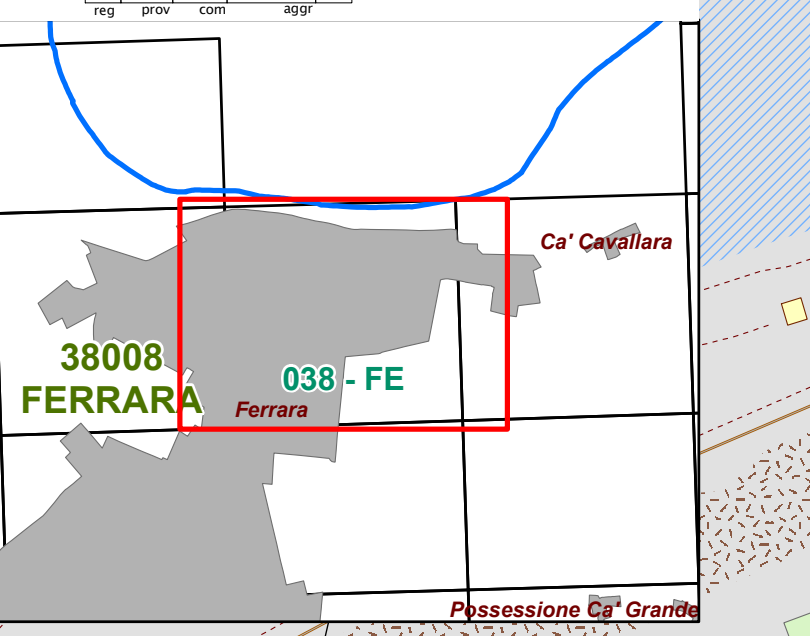 reg prov com aggr
Ca' Cavallara
38008
FERRARA
038 - FE
Ferrara
Possessione Ca' Grande